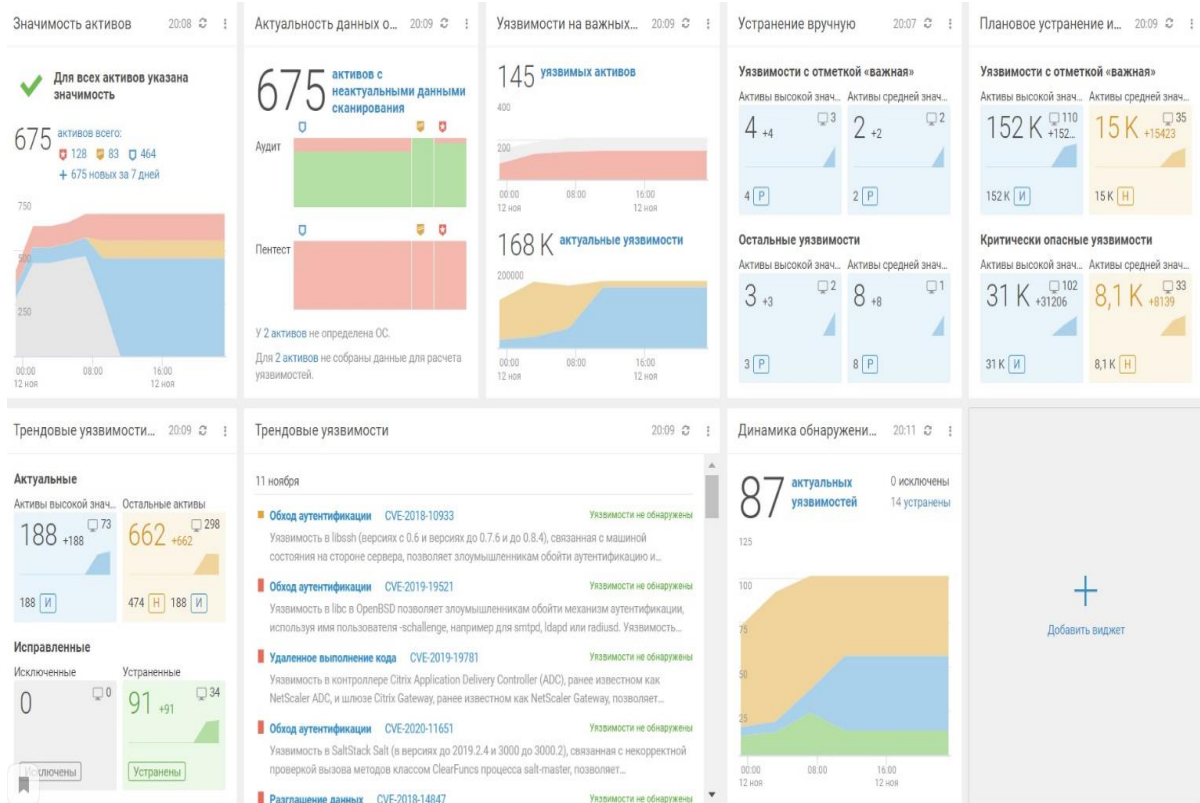 Значимость активов 20:08
Для всех активов указана
значимость
675 активов всего:
128 83 464
+ 675 новых за 7 дней
750
500
250
00:00 08:00 16:00
12 ноя 12 ноя
Актуальность данных о... 20:09
675 активов с
неактуальными данными
сканирования
Аудит
Пентест
У 2 активов не определена ОС.
Для 2 активов не собраны данные для расчета
уязвимостей.
Уязвимости на важных... 20:09
145 уязвимых активов
400
200
00:00 08:00 16:00
12 ноя 12 ноя
168 K актуальные уязвимости
200000
00:00 08:00 16:00
12 ноя 12 ноя
Устранение вручную 20:07
Уязвимости с отметкой «важная»
Активы высокой знач... Активы средней знач...
4 +4 3 2 +2 2
4 Р 2 Р
Остальные уязвимости
Активы высокой знач... Активы средней знач...
3 +3 2 8 +8 1
3 Р 8 Р
Плановое устранение и... 20:09
Уязвимости с отметкой «важная»
Активы высокой знач... Активы средней знач...
152 K +152... 110 15 K +15423 35
152 K И 15 K Н
Критически опасные уязвимости
Активы высокой знач... Активы средней знач...
31 K +31206 102 8,1 K +8139 33
31 K И 8,1 K Н
Трендовые уязвимости... 20:09
Актуальные
Активы высокой знач... Остальные активы
188 +188 73 662 +662 298
188 И 474 Н 188 И
Исправленные
Исключенные Устраненные
0 0 91 +91 34
Исключены Устранены
Трендовые уязвимости 20:09
11 ноября
Обход аутентификации CVE-2018-10933 Уязвимости не обнаружены
Уязвимость в libssh (версиях с 0.6 и версиях до 0.7.6 и до 0.8.4), связанная с машиной
состояния на стороне сервера, позволяет злоумышленникам обойти аутентификацию и...
Обход аутентификации CVE-2019-19521 Уязвимости не обнаружены
Уязвимость в libc в OpenBSD позволяет злоумышленникам обойти механизм аутентификации,
используя имя пользователя -schallenge, например для smtpd, ldapd или radiusd. Уязвимость...
Удаленное выполнение кода CVE-2019-19781 Уязвимости не обнаружены
Уязвимость в контроллере Citrix Application Delivery Controller (ADC), ранее известном как
NetScaler ADC, и шлюзе Citrix Gateway, ранее известном как NetScaler Gateway, позволяет...
Обход аутентификации CVE-2020-11651 Уязвимости не обнаружены
Уязвимость в SaltStack Salt (в версиях до 2019.2.4 и 3000 до 3000.2), связанная с некорректной
проверкой вызова методов классом ClearFuncs процесса salt-master, позволяет...
Разглашение данных CVE-2018-14847 Уязвимости не обнаружены
Динамика обнаружени... 20:11
87 актуальных 0 исключены
уязвимостей 14 устранены
125
100
75
50
25
00:00 08:00 16:00
12 ноя 12 ноя
Добавить виджет